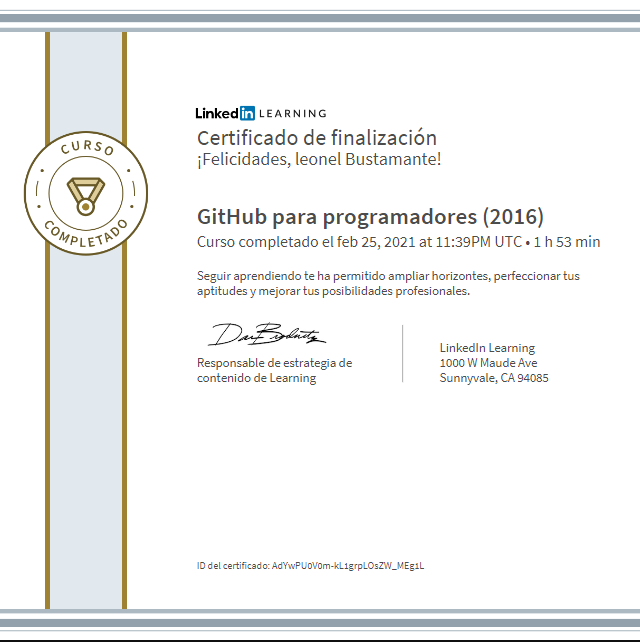 LinkedIn LEARNING
Certificado de finalización
¡Felicidades, leonel Bustamante!
CURSO
COMPLETADO
GitHub para programadores (2016)
Curso completado el feb 25, 2021 at 11:39PM UTC • 1 h 53 min
Seguir aprendiendo te ha permitido ampliar horizontes, perfeccionar tus
aptitudes y mejorar tus posibilidades profesionales.
Responsable de estrategia de
contenido de Learning
LinkedIn Learning
1000 W Maude Ave
Sunnyvale, CA 94085
ID del certificado: AdYwPU0V0m-kL1grpLOsZW_MEg1L